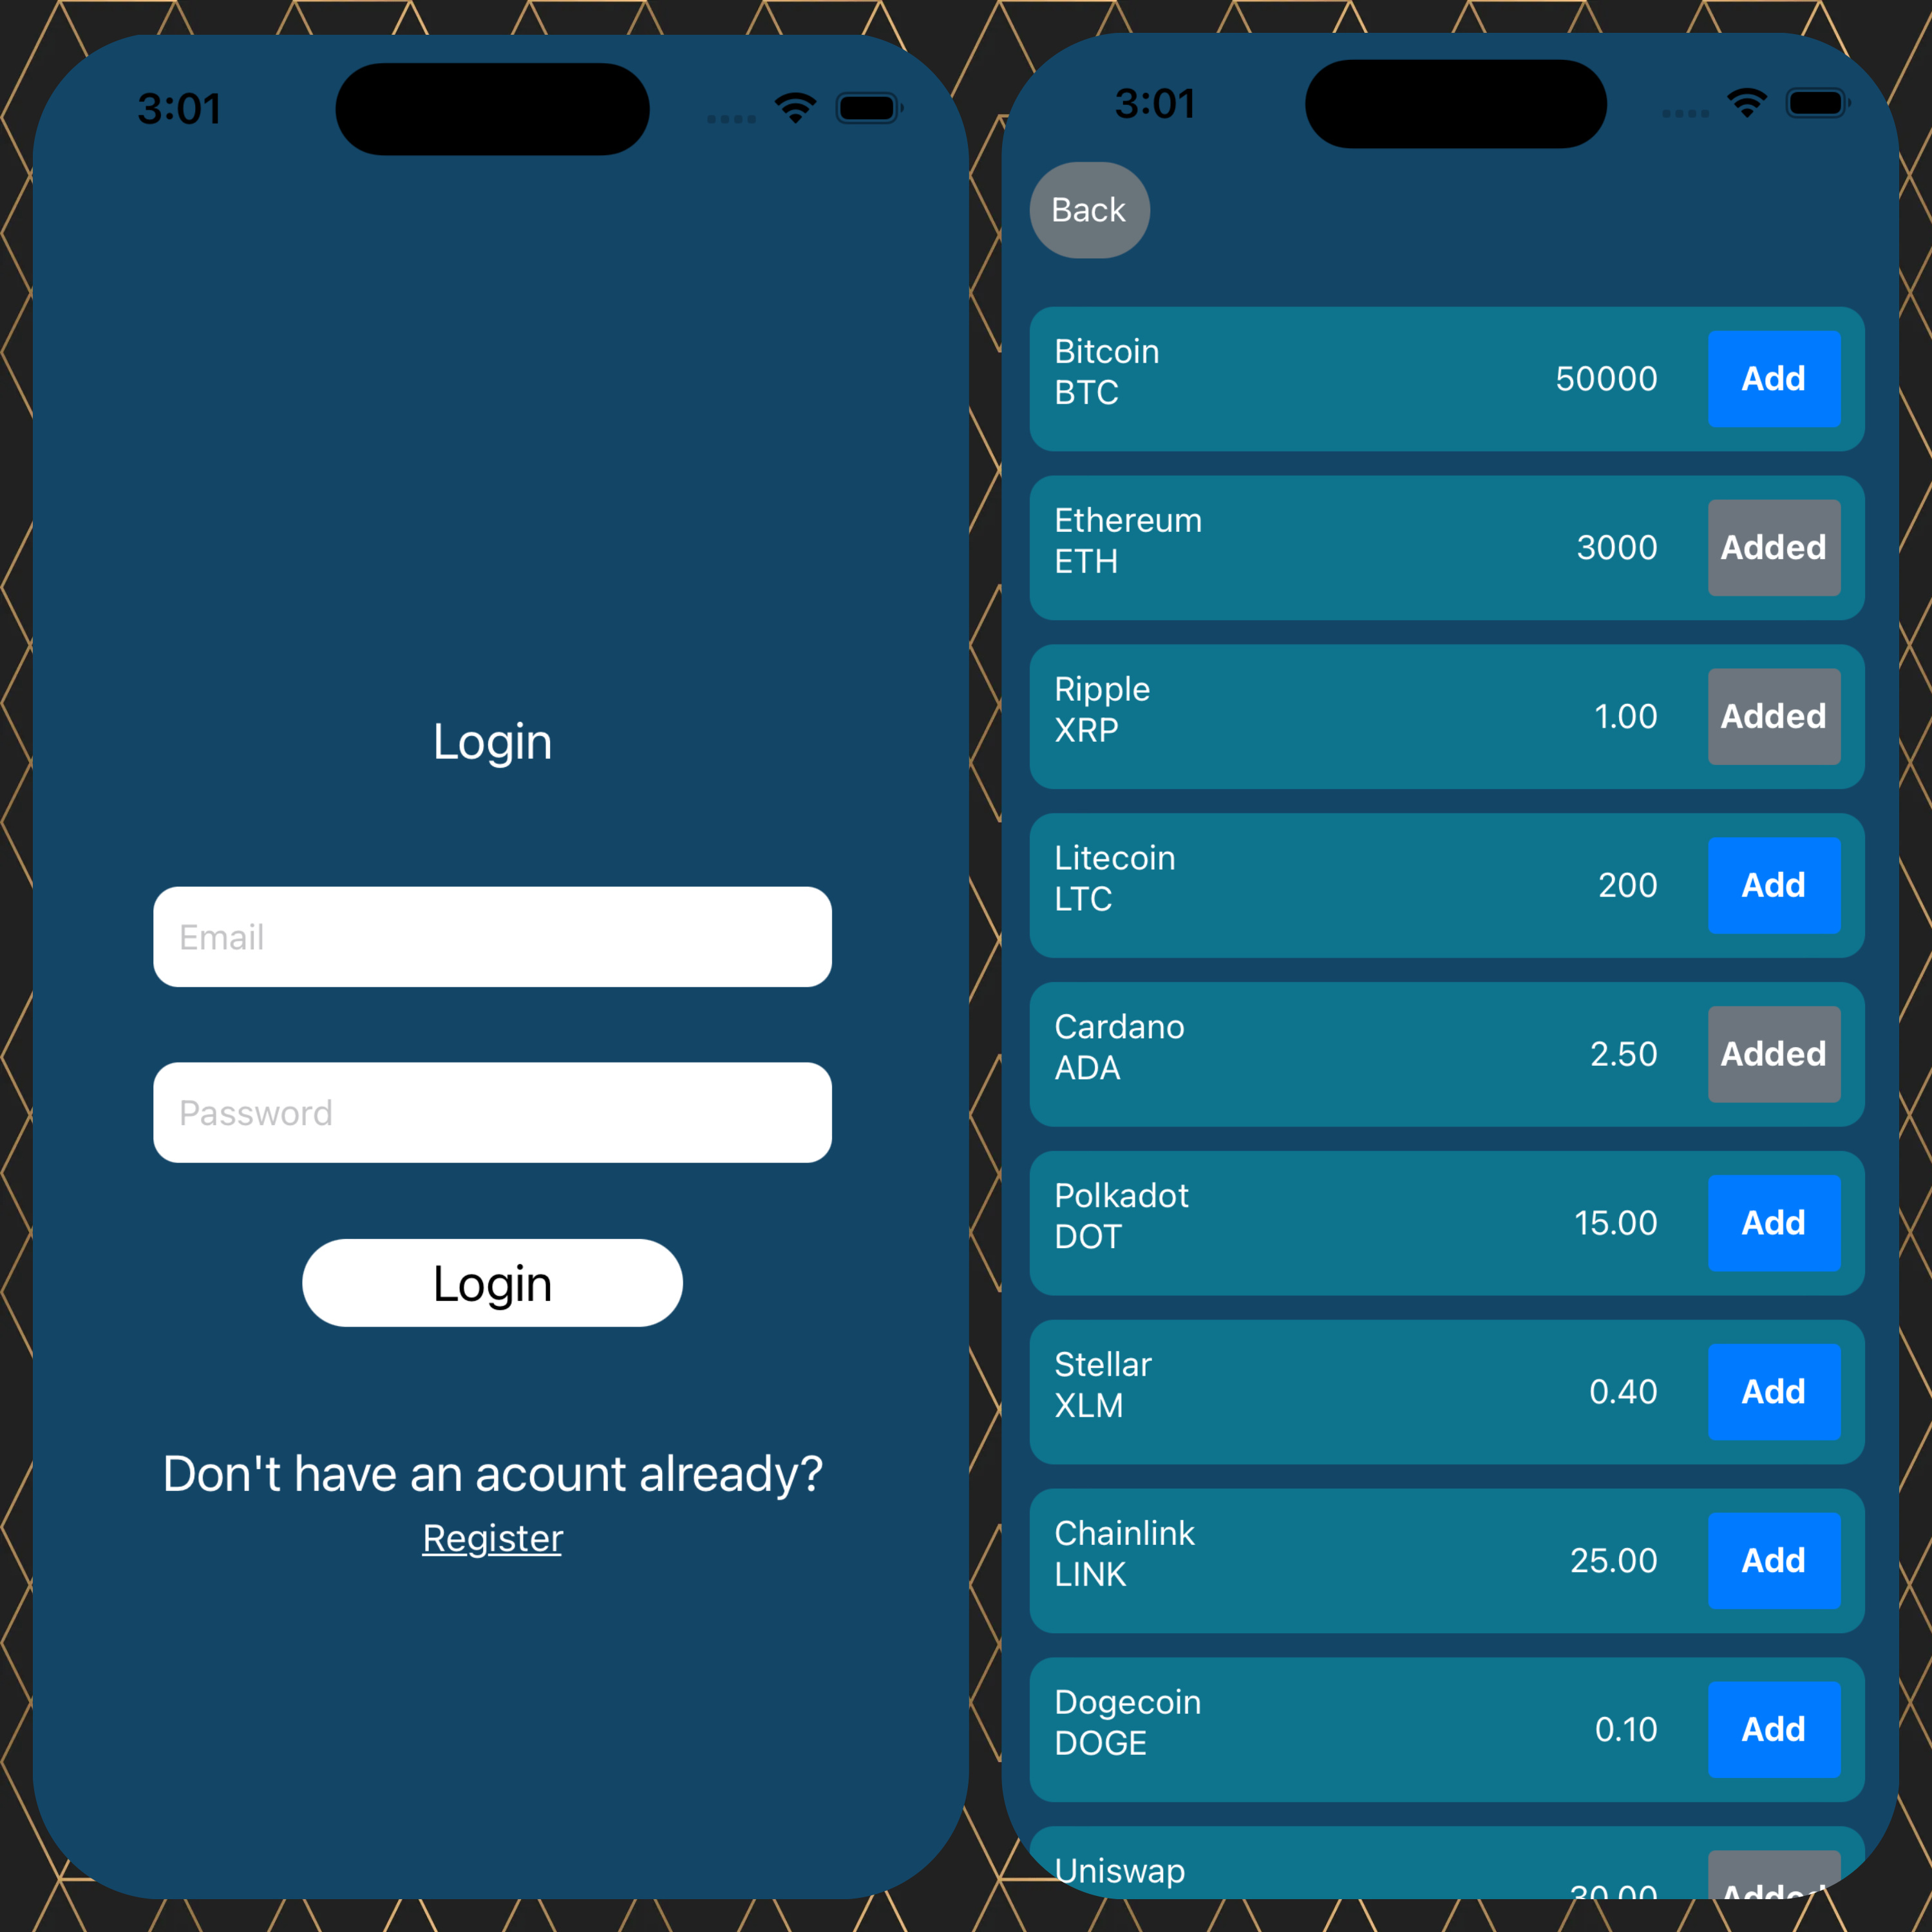 3:01
Login
Email
Password
Login
Don't have an acount already?
Register
3:01
Back
Bitcoin
BTC
50000
Add
Ethereum
ETH
3000
Added
Ripple
XRP
1.00
Added
Litecoin
LTC
200
Add
Cardano
ADA
2.50
Added
Polkadot
DOT
15.00
Add
Stellar
XLM
0.40
Add
Chainlink
LINK
25.00
Add
Dogecoin
DOGE
0.10
Add
Uniswap
30.00
Added